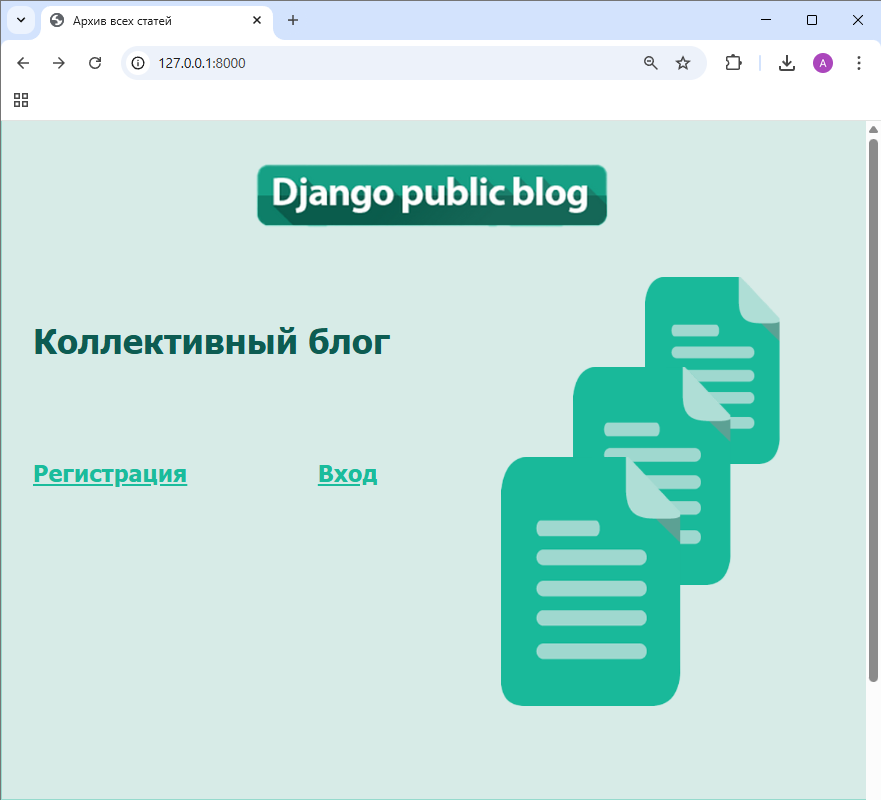 Архив всех статей
127.0.0.1:8000
A
Django public blog
Коллективный блог
Регистрация
Вход